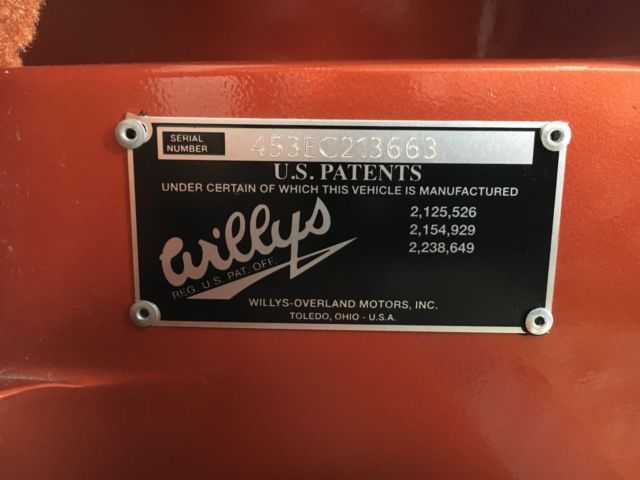 SERIAL NUMBER 453EC213663
U.S. PATENTS
UNDER CERTAIN OF WHICH THIS VEHICLE IS MANUFACTURED
2,125,526
2,154,929
2,238,649
Willys
REG. U.S. PAT. OFF.
WILLYS-OVERLAND MOTORS, INC.
TOLEDO, OHIO - U.S.A.